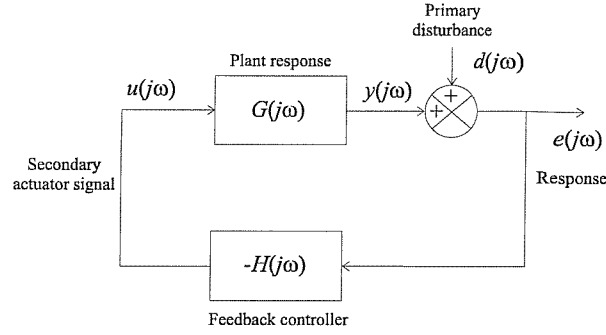 Primary
disturbance
Plant response
d(jω)
u(jω)
y(jω)
G(jω)
+
+
e(jω)
Secondary
actuator signal
Response
-H(jω)
Feedback controller